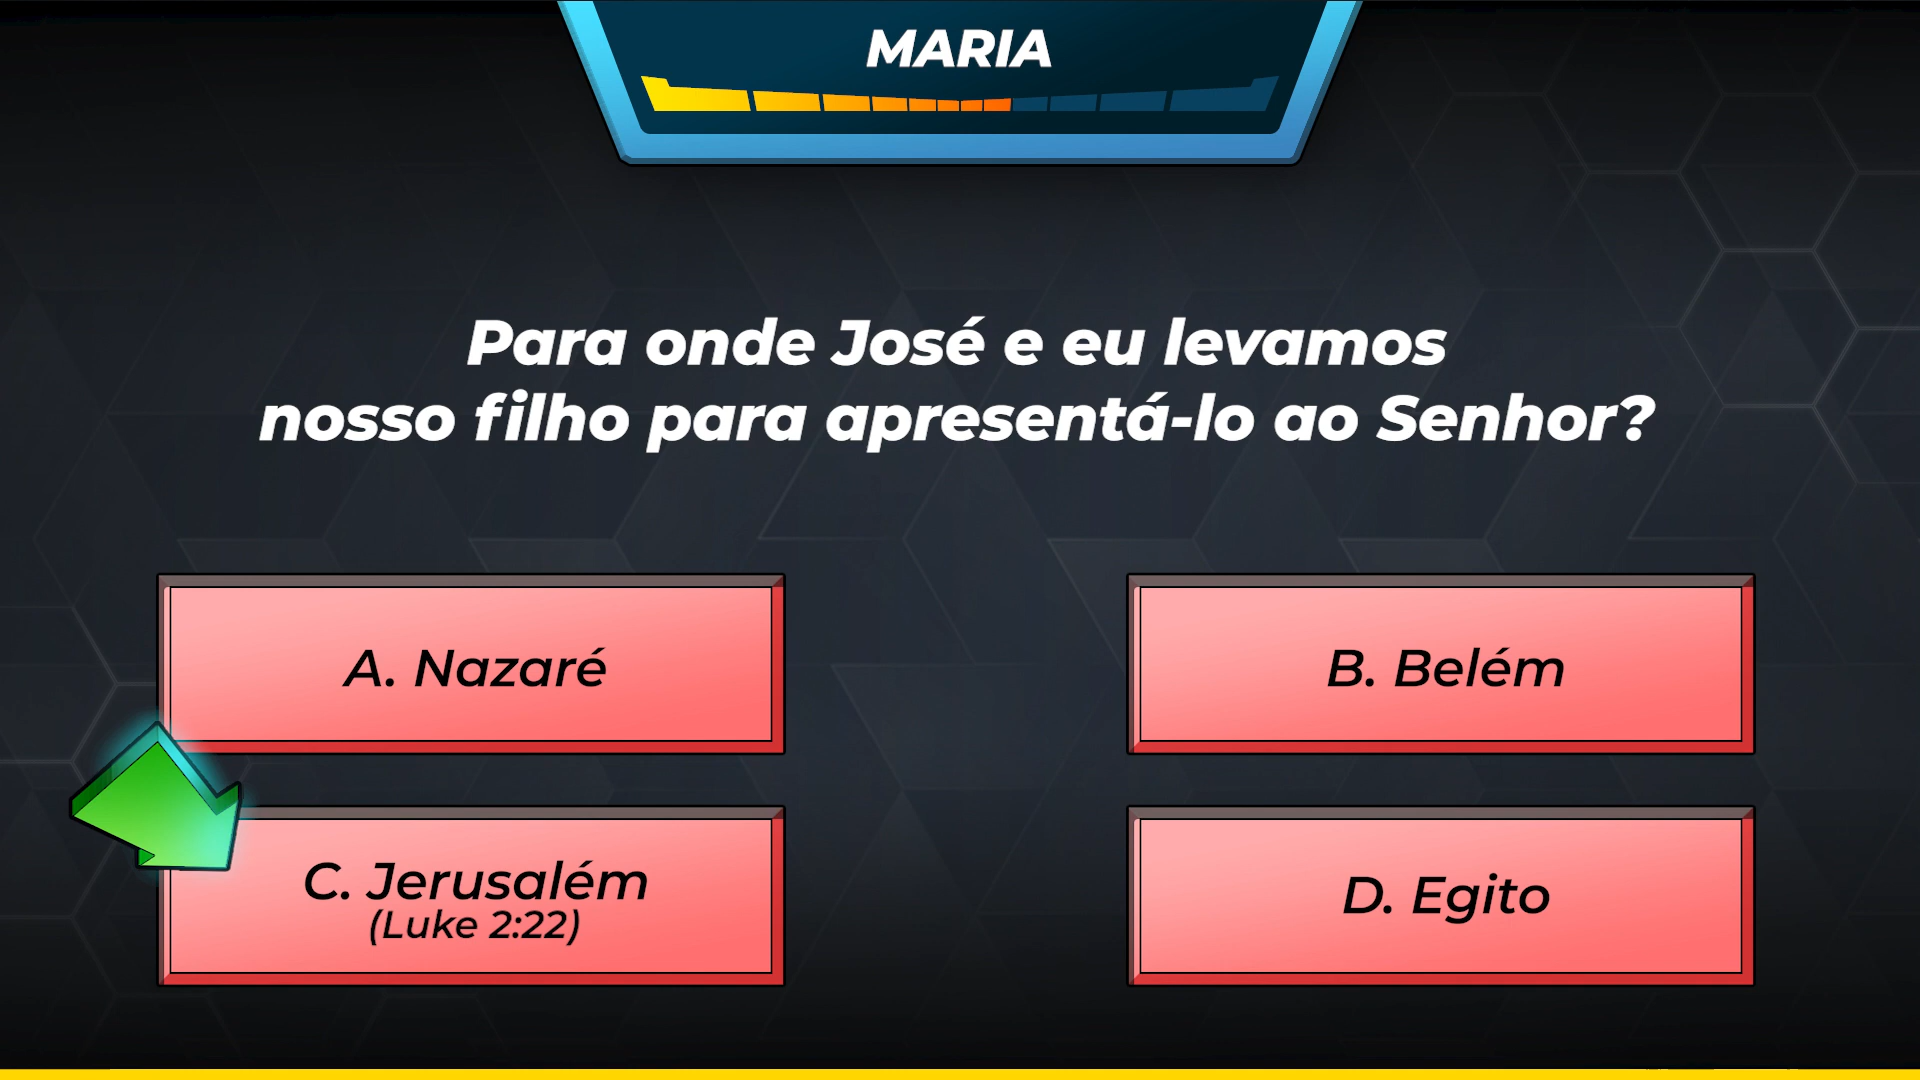 MARIA
Para onde José e eu levamos
nosso filho para apresentá-lo ao Senhor?
A. Nazaré
B. Belém
C. Jerusalém
(Luke 2:22)
D. Egito